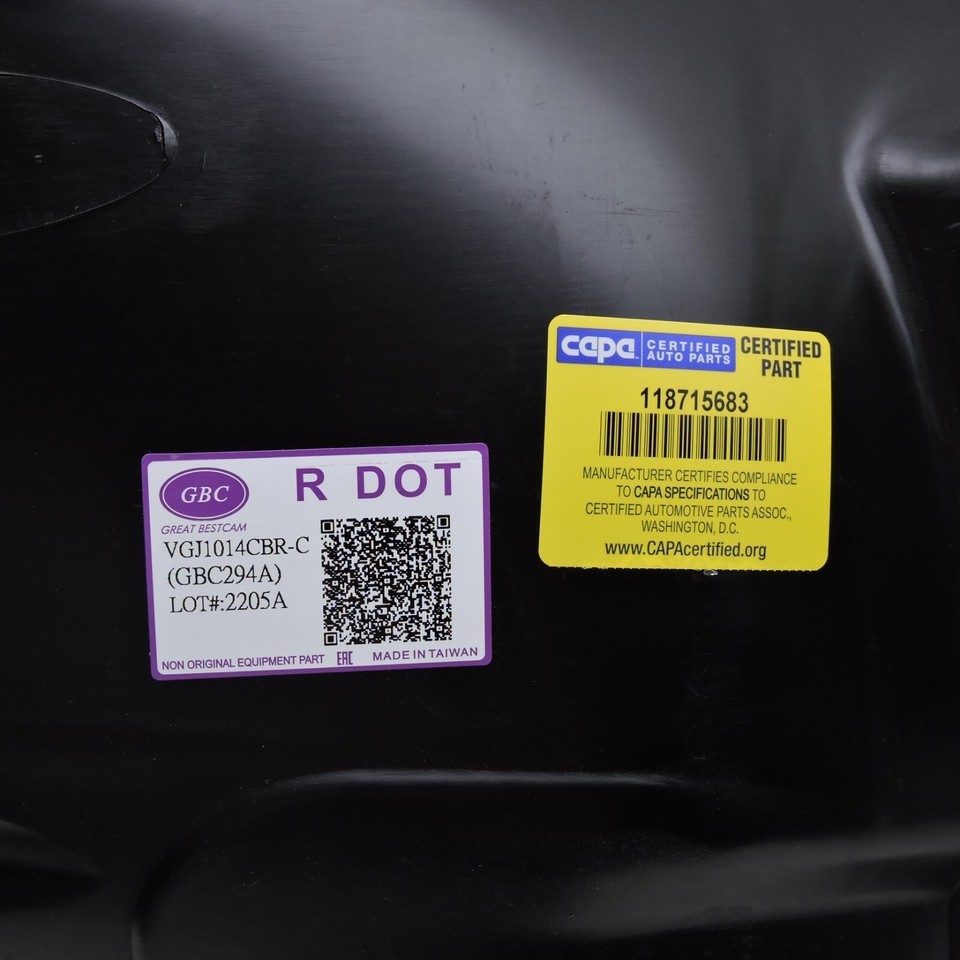 GBC
GREAT BESTCAM
R DOT
VGJ1014CBR-C
(GBC294A)
LOT#:2205A
NON ORIGINAL EQUIPMENT PART EAC MADE IN TAIWAN
capa CERTIFIED AUTO PARTS
CERTIFIED PART
118715683
MANUFACTURER CERTIFIES COMPLIANCE
TO CAPA SPECIFICATIONS TO
CERTIFIED AUTOMOTIVE PARTS ASSOC.,
WASHINGTON, D.C.
www.CAPAcertified.org